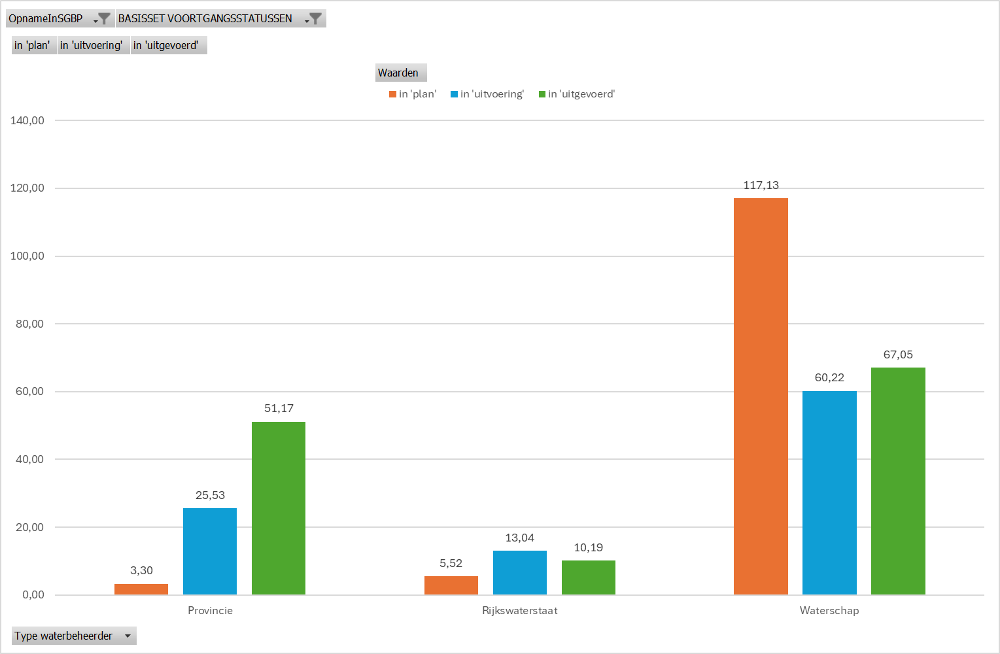 OpnameInSGBP BASISSET VOORTGANGSSTATUSSEN
in 'plan' in 'uitvoering' in 'uitgevoerd'
Waarden
in 'plan' in 'uitvoering' in 'uitgevoerd'
140,00
120,00
100,00
80,00
60,00
40,00
20,00
0,00
3,30
25,53
51,17
5,52
13,04
10,19
117,13
60,22
67,05
Provincie Rijkswaterstaat Waterschap
Type waterbeheerder